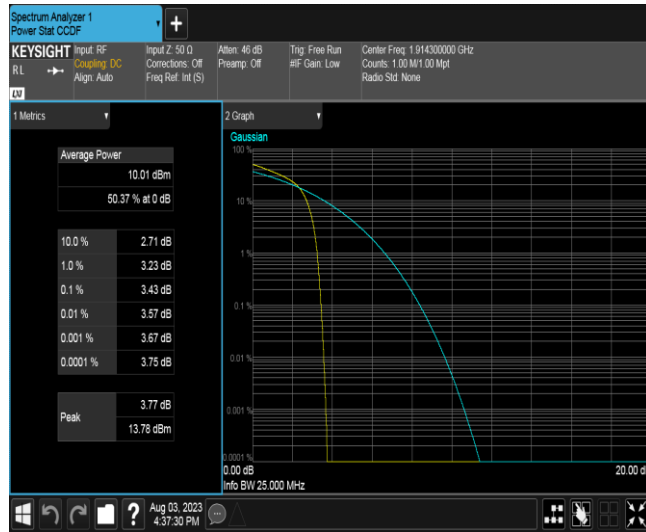 Spectrum Analyzer 1
Power Stat CCDF
+
KEYSIGHT
RL
LXI
Input: RF
Coupling: DC
Align: Auto
Input Z: 50 Ω
Corrections: Off
Freq Ref: Int (S)
Atten: 46 dB
Preamp: Off
Trig: Free Run
#IF Gain: Low
Center Freq: 1.914300000 GHz
Counts: 1.00 M/1.00 Mpt
Radio Std: None
1 Metrics
Average Power
10.01 dBm
50.37 % at 0 dB
10.0 % 2.71 dB
1.0 % 3.23 dB
0.1 % 3.43 dB
0.01 % 3.57 dB
0.001 % 3.67 dB
0.0001 % 3.75 dB
Peak
3.77 dB
13.78 dBm
2 Graph
Gaussian
100 %
10 %
1 %
0.1 %
0.01 %
0.001 %
0.0001 %
0.00 dB
20.00 d
Info BW 25.000 MHz
?
Aug 03, 2023
4:37:30 PM